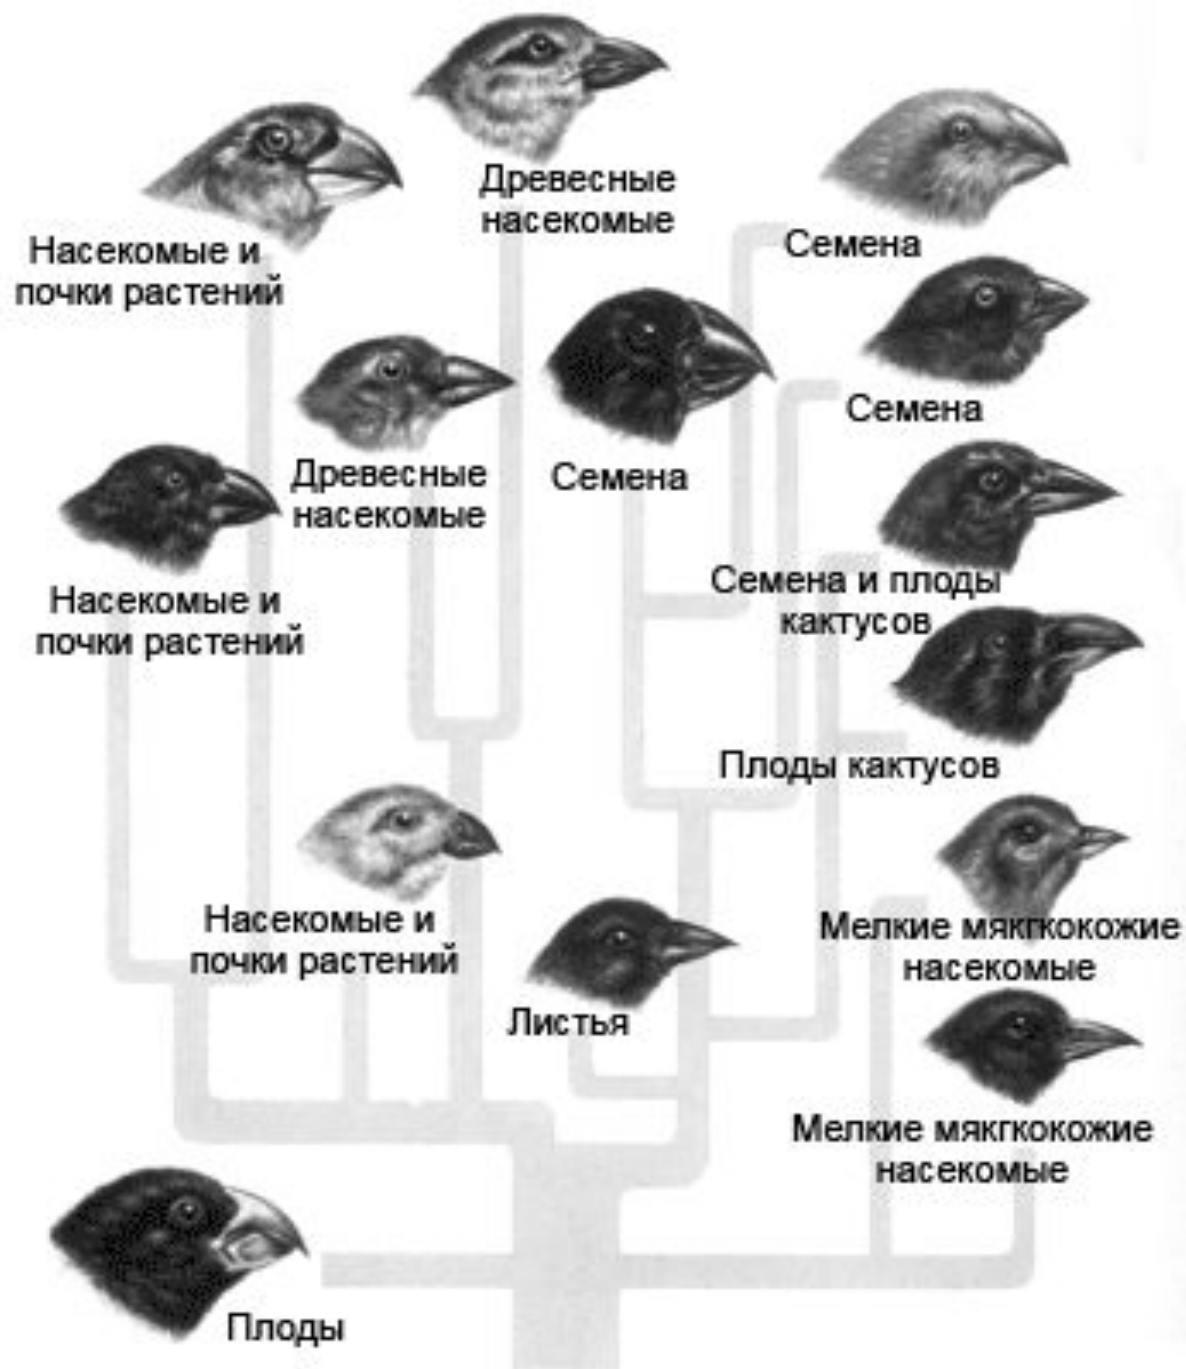 Древесные
насекомые
Насекомые и
почки растений
Семена
Семена
Древесные
насекомые
Семена
Насекомые и
почки растений
Семена и плоды
кактусов
Плоды кактусов
Насекомые и
почки растений
Мелкие мякгкокожие
насекомые
Листья
Мелкие мякгкокожие
насекомые
Плоды